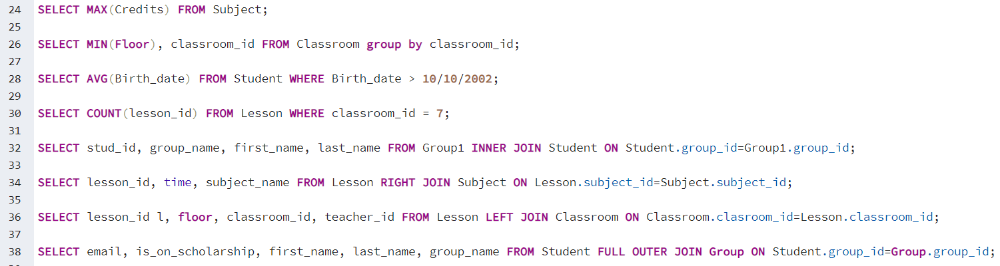 24 SELECT MAX(Credits) FROM Subject;
25
26 SELECT MIN(Floor), classroom_id FROM Classroom group by classroom_id;
27
28 SELECT AVG(Birth_date) FROM Student WHERE Birth_date > 10/10/2002;
29
30 SELECT COUNT(lesson_id) FROM Lesson WHERE classroom_id = 7;
31
32 SELECT stud_id, group_name, first_name, last_name FROM Group1 INNER JOIN Student ON Student.group_id=Group1.group_id;
33
34 SELECT lesson_id, time, subject_name FROM Lesson RIGHT JOIN Subject ON Lesson.subject_id=Subject.subject_id;
35
36 SELECT lesson_id l, floor, classroom_id, teacher_id FROM Lesson LEFT JOIN Classroom ON Classroom.clasroom_id=Lesson.classroom_id;
37
38 SELECT email, is_on_scholarship, first_name, last_name, group_name FROM Student FULL OUTER JOIN Group ON Student.group_id=Group.group_id;